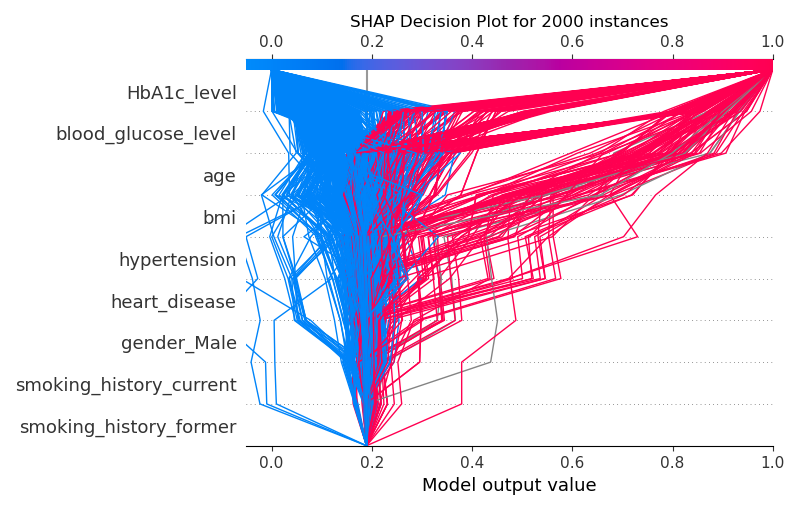 SHAP Decision Plot for 2000 instances
0.0 0.2 0.4 0.6 0.8 1.0
HbA1c_level
blood_glucose_level
age
bmi
hypertension
heart_disease
gender_Male
smoking_history_current
smoking_history_former
0.0 0.2 0.4 0.6 0.8 1.0
Model output value